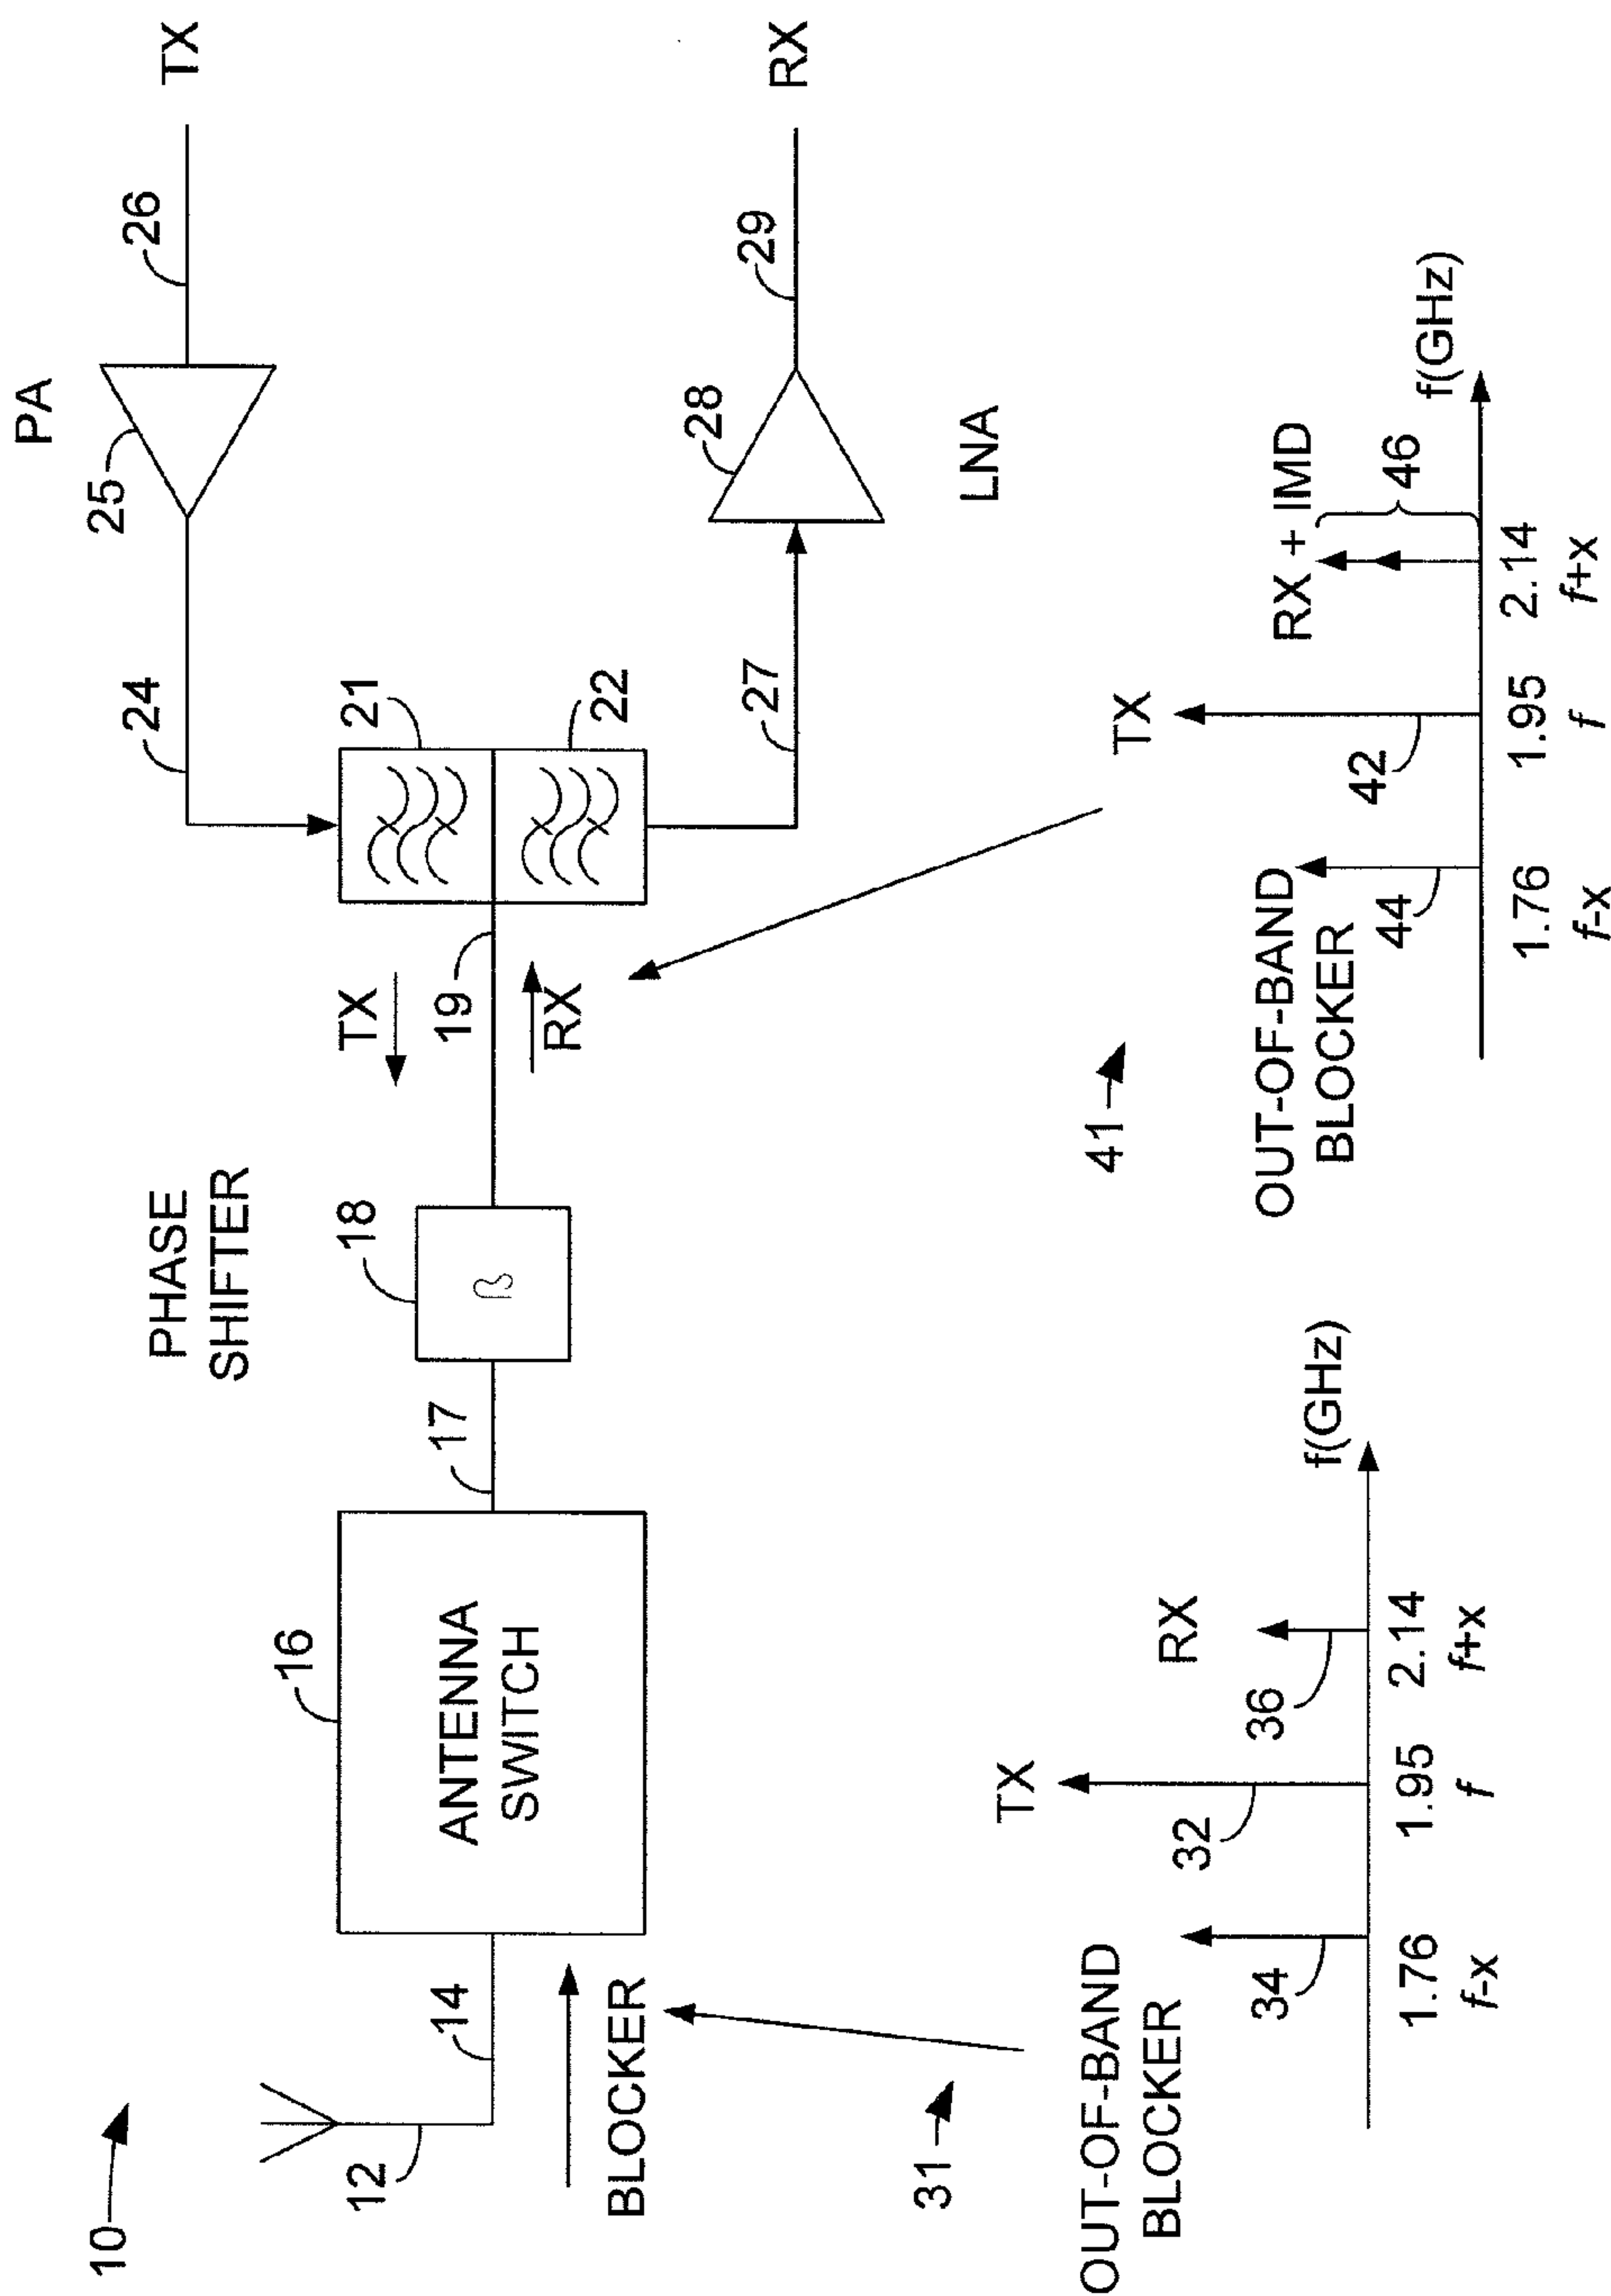 10
12
14
BLOCKER
16
ANTENNA
SWITCH
17
PHASE
SHIFTER
18
β
TX
19
RX
21
22
24
25
PA
26
TX
27
28
LNA
29
RX
31
OUT-OF-BAND
BLOCKER
34
TX
32
RX
36
f(GHz)
1.76
1.95
2.14
f-x
f
f+x
41
OUT-OF-BAND
BLOCKER
44
TX
42
RX + IMD
46
f(GHz)
1.76
1.95
2.14
f-x
f
f+x